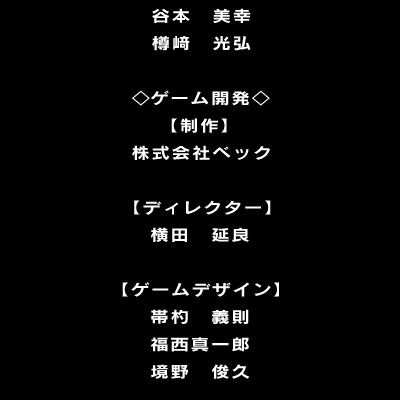 谷本　美幸
樽﨑　光弘
◇ゲーム開発◇
【制作】
株式会社ベック
【ディレクター】
横田　延良
【ゲームデザイン】
帯杓　義則
福西真一郎
境野　俊久